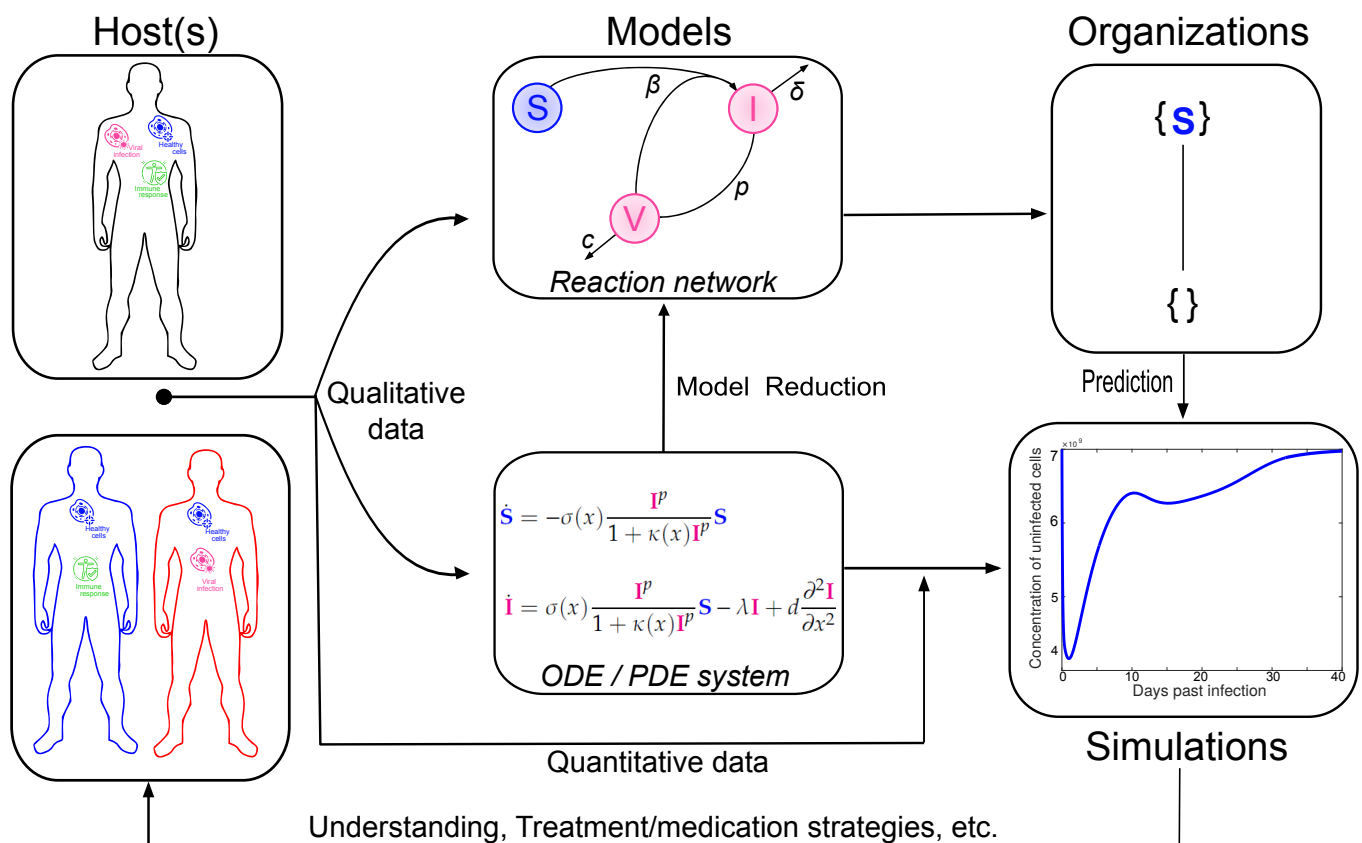 Host(s)
Models
Organizations
Viral
infection
Healthy
cells
Immune
response
S
β
I
δ
p
V
c
Reaction network
{S}
{ }
Qualitative
data
Model Reduction
Prediction
Healthy
cells
Immune
response
Healthy
cells
Viral
infection
Ṡ = −σ(x) I^p / (1 + κ(x)I^p) S
İ = σ(x) I^p / (1 + κ(x)I^p) S − λI + d ∂²I / ∂x²
ODE / PDE system
×10⁹
7
6
5
4
Concentration of uninfected cells
0
10
20
30
40
Days past infection
Quantitative data
Simulations
Understanding, Treatment/medication strategies, etc.